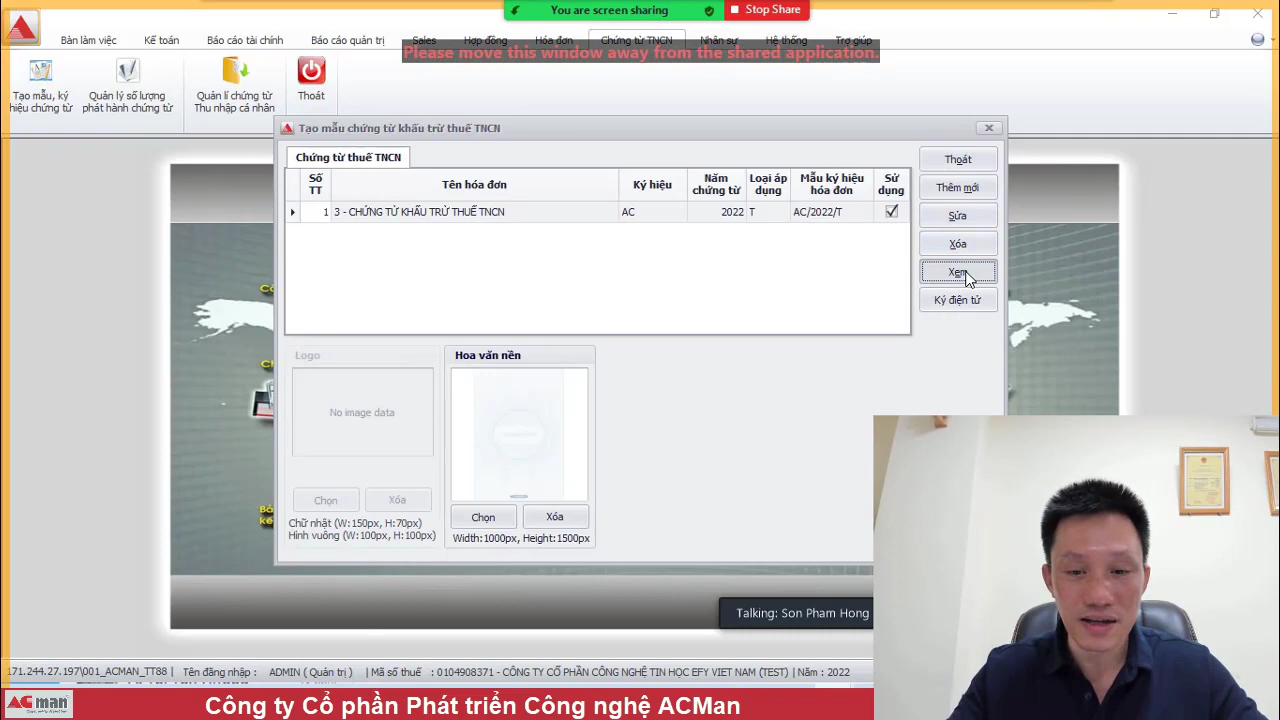 You are screen sharing
Stop Share
Bàn làm việc
Kế toán
Báo cáo tài chính
Báo cáo quản trị
Sales
Hợp đồng
Hóa đơn
Chứng từ TNCN
Nhân sự
Hệ thống
Trợ giúp
Please move this window away from the shared application.
Tạo mẫu, ký
hiệu chứng từ
Quản lý số lượng
phát hành chứng từ
Quản lí chứng từ
Thu nhập cá nhân
Thoát
Tạo mẫu chứng từ khấu trừ thuế TNCN
Chứng từ thuế TNCN
Số
TT
Tên hóa đơn
Ký hiệu
Năm
chứng từ
Loại áp
dụng
Mẫu ký hiệu
hóa đơn
Sử
dụng
1
3 - CHỨNG TỪ KHẤU TRỪ THUẾ TNCN
AC
2022
T
AC/2022/T
Thoát
Thêm mới
Sửa
Xóa
Xem
Ký điện tử
Logo
No image data
Chọn
Xóa
Chữ nhật (W:150px, H:70px)
Hình vuông (W:100px, H:100px)
Hoa văn nền
Chọn
Xóa
Width:1000px, Height:1500px
Talking: Son Pham Hong
171.244.27.197\001_ACMAN_TT88 | Tên đăng nhập : ADMIN ( Quản trị ) | Mã số thuế : 0104908371 - CÔNG TY CỔ PHẦN CÔNG NGHỆ TIN HỌC EFY VIỆT NAM (TEST) | Năm : 2022
ACman
Công ty Cổ phần Phát triển Công nghệ ACMan